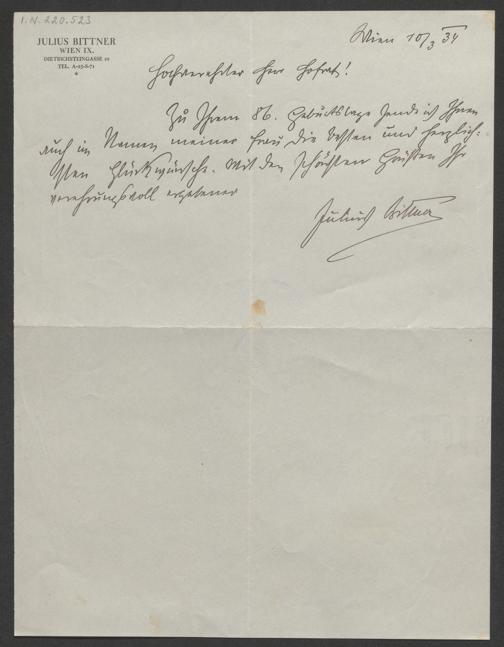 I.N. 220.523
JULIUS BITTNER
WIEN IX.
DIETRICHSTEINGASSE 10
TEL. A-15-8-71
Wien 10/3 34
Hochverehrter Herr Hofrat!
Zu Ihrem 86. Geburtstage sende ich Ihnen
auch im Namen meiner Frau die besten und herzlich-
sten Glückwünsche. Mit den schönsten Grüßen Ihr
verehrungsvoll ergebener
Julius Bittner